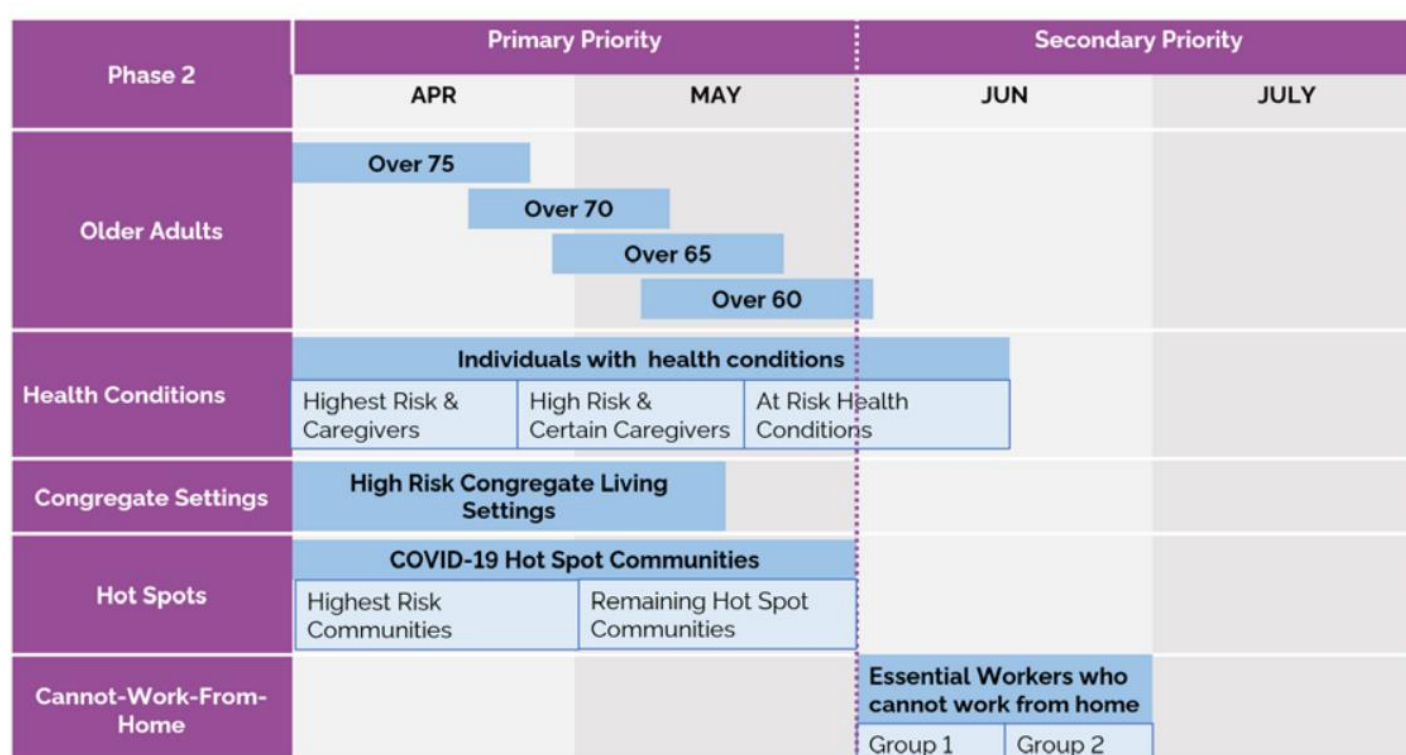 Phase 2
Primary Priority
Secondary Priority
APR
MAY
JUN
JULY
Older Adults
Over 75
Over 70
Over 65
Over 60
Health Conditions
Individuals with health conditions
Highest Risk &
Caregivers
High Risk &
Certain Caregivers
At Risk Health
Conditions
Congregate Settings
High Risk Congregate Living
Settings
Hot Spots
COVID-19 Hot Spot Communities
Highest Risk
Communities
Remaining Hot Spot
Communities
Cannot-Work-From-
Home
Essential Workers who
cannot work from home
Group 1
Group 2